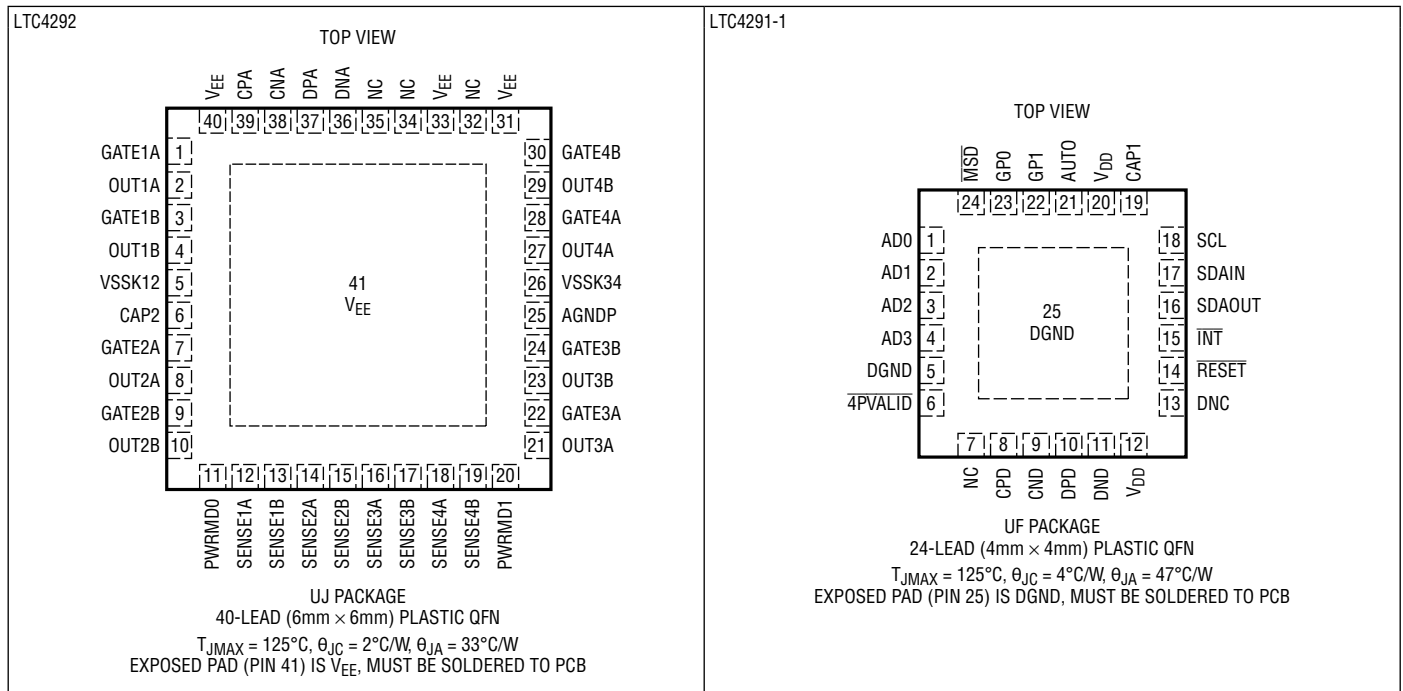 LTC4292
TOP VIEW
VEE CPA CNA DPA DNA NC NC VEE NC VEE
40 39 38 37 36 35 34 33 32 31
GATE1A 1
OUT1A 2
GATE1B 3
OUT1B 4
VSSK12 5
CAP2 6
GATE2A 7
OUT2A 8
GATE2B 9
OUT2B 10
41
VEE
30 GATE4B
29 OUT4B
28 GATE4A
27 OUT4A
26 VSSK34
25 AGNDP
24 GATE3B
23 OUT3B
22 GATE3A
21 OUT3A
11 12 13 14 15 16 17 18 19 20
PWRMD0 SENSE1A SENSE1B SENSE2A SENSE2B SENSE3A SENSE3B SENSE4A SENSE4B PWRMD1
UJ PACKAGE
40-LEAD (6mm × 6mm) PLASTIC QFN
TJMAX = 125°C, θJC = 2°C/W, θJA = 33°C/W
EXPOSED PAD (PIN 41) IS VEE, MUST BE SOLDERED TO PCB
LTC4291-1
TOP VIEW
MSD GP0 GP1 AUTO VDD CAP1
24 23 22 21 20 19
AD0 1
AD1 2
AD2 3
AD3 4
DGND 5
4PVALID 6
25
DGND
18 SCL
17 SDAIN
16 SDAOUT
15 INT
14 RESET
13 DNC
7 8 9 10 11 12
NC CPD CND DPD DND VDD
UF PACKAGE
24-LEAD (4mm × 4mm) PLASTIC QFN
TJMAX = 125°C, θJC = 4°C/W, θJA = 47°C/W
EXPOSED PAD (PIN 25) IS DGND, MUST BE SOLDERED TO PCB